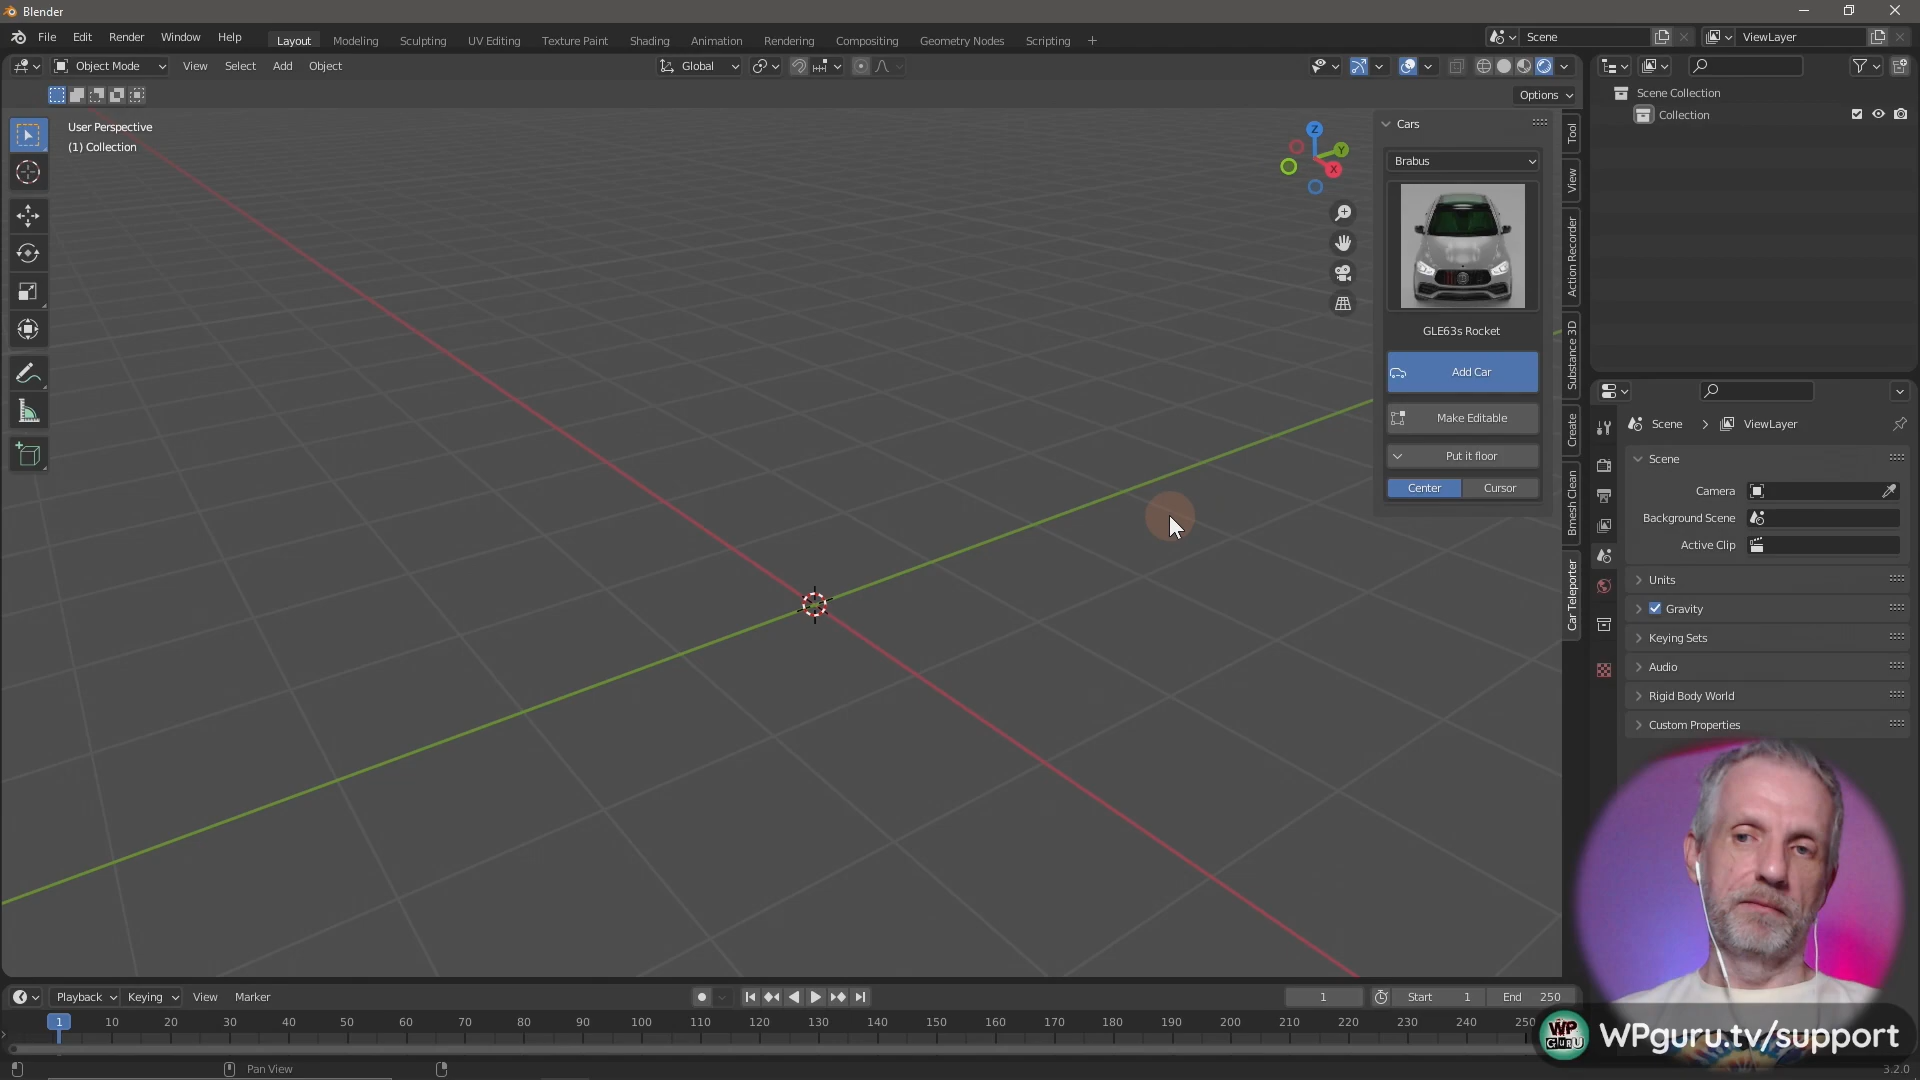 Blender
File Edit Render Window Help
Layout Modeling Sculpting UV Editing Texture Paint Shading Animation Rendering Compositing Geometry Nodes Scripting +
Scene
ViewLayer
Object Mode View Select Add Object
Global
Options
User Perspective
(1) Collection
Z
Y
X
Cars
Brabus
GLE63s Rocket
Add Car
Make Editable
Put it floor
Center Cursor
Tool
View
Action Recorder
Substance 3D
Create
Bmesh Clean
Car Teleporter
Scene Collection
Collection
Scene > ViewLayer
Scene
Camera
Background Scene
Active Clip
Units
Gravity
Keying Sets
Audio
Rigid Body World
Custom Properties
Playback Keying View Marker
1 Start 1 End 250
1 10 20 30 40 50 60 70 80 90 100 110 120 130 140 150 160 170 180 190 200 210 220 230 240 250
WP GURU
WPguru.tv/support
Pan View
3.2.0